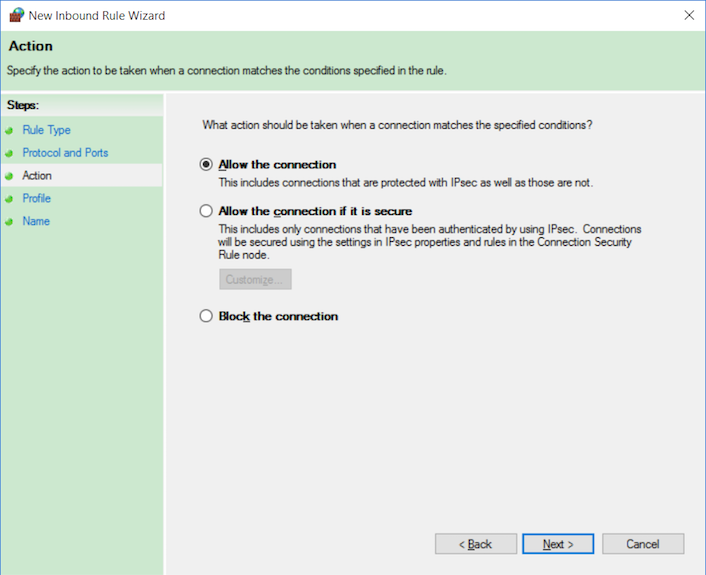 New Inbound Rule Wizard
Action
Specify the action to be taken when a connection matches the conditions specified in the rule.
Steps:
Rule Type
Protocol and Ports
Action
Profile
Name
What action should be taken when a connection matches the specified conditions?
Allow the connection
This includes connections that are protected with IPsec as well as those are not.
Allow the connection if it is secure
This includes only connections that have been authenticated by using IPsec. Connections
will be secured using the settings in IPsec properties and rules in the Connection Security
Rule node.
Customize...
Block the connection
< Back
Next >
Cancel